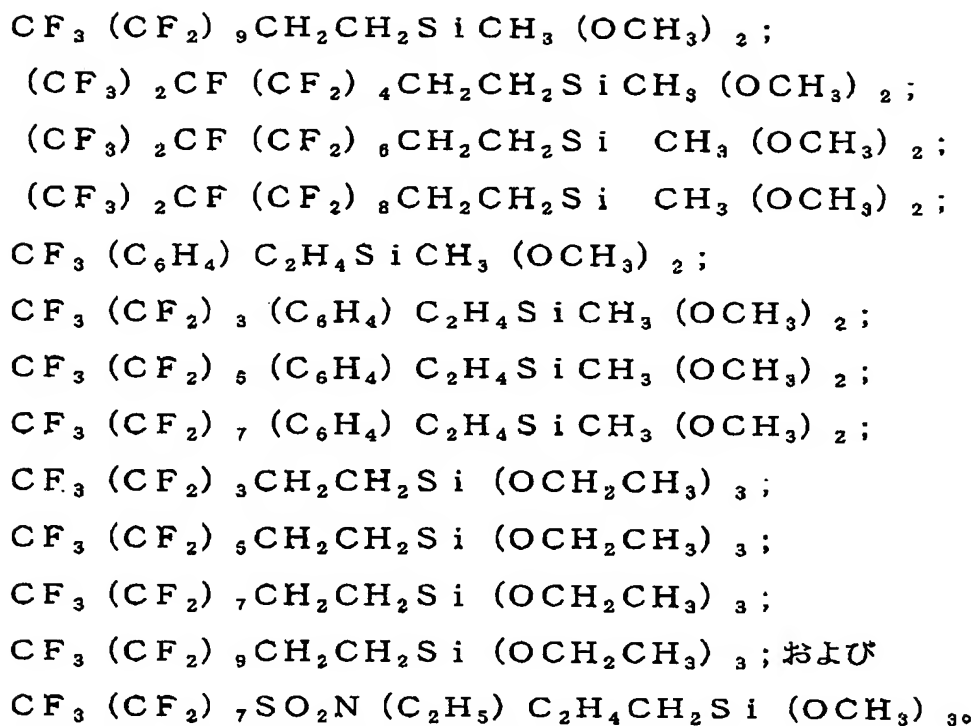 CF₃(CF₂)₉CH₂CH₂SiCH₃(OCH₃)₂;
(CF₃)₂CF(CF₂)₄CH₂CH₂SiCH₃(OCH₃)₂;
(CF₃)₂CF(CF₂)₆CH₂CH₂Si CH₃(OCH₃)₂;
(CF₃)₂CF(CF₂)₈CH₂CH₂Si CH₃(OCH₃)₂;
CF₃(C₆H₄)C₂H₄SiCH₃(OCH₃)₂;
CF₃(CF₂)₃(C₆H₄)C₂H₄SiCH₃(OCH₃)₂;
CF₃(CF₂)₅(C₆H₄)C₂H₄SiCH₃(OCH₃)₂;
CF₃(CF₂)₇(C₆H₄)C₂H₄SiCH₃(OCH₃)₂;
CF₃(CF₂)₃CH₂CH₂Si(OCH₂CH₃)₃;
CF₃(CF₂)₅CH₂CH₂Si(OCH₂CH₃)₃;
CF₃(CF₂)₇CH₂CH₂Si(OCH₂CH₃)₃;
CF₃(CF₂)₉CH₂CH₂Si(OCH₂CH₃)₃;および
CF₃(CF₂)₇SO₂N(C₂H₅)C₂H₄CH₂Si(OCH₃)₃。